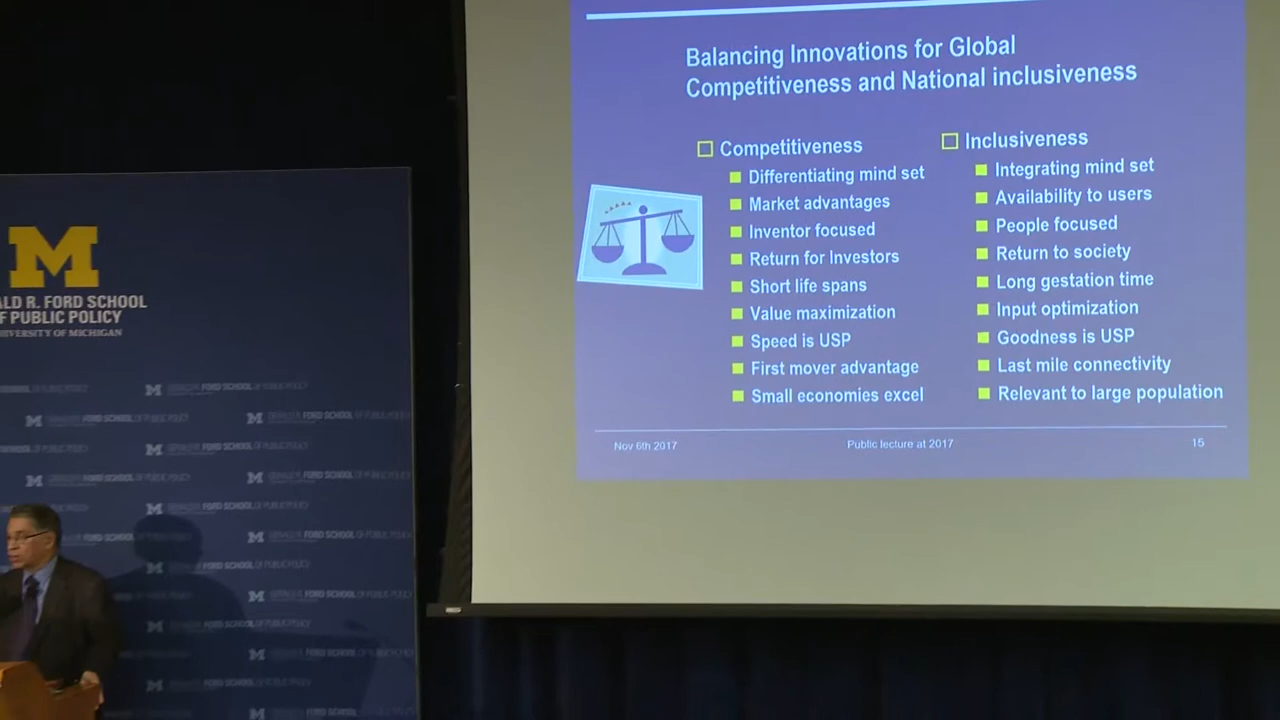 Balancing Innovations for Global
Competitiveness and National inclusiveness
Competitiveness
Differentiating mind set
Market advantages
Inventor focused
Return for Investors
Short life spans
Value maximization
Speed is USP
First mover advantage
Small economies excel
Inclusiveness
Integrating mind set
Availability to users
People focused
Return to society
Long gestation time
Input optimization
Goodness is USP
Last mile connectivity
Relevant to large population
Nov 6th 2017
Public lecture at 2017
15
M
ALD R. FORD SCHOOL
F PUBLIC POLICY
IVERSITY OF MICHIGAN